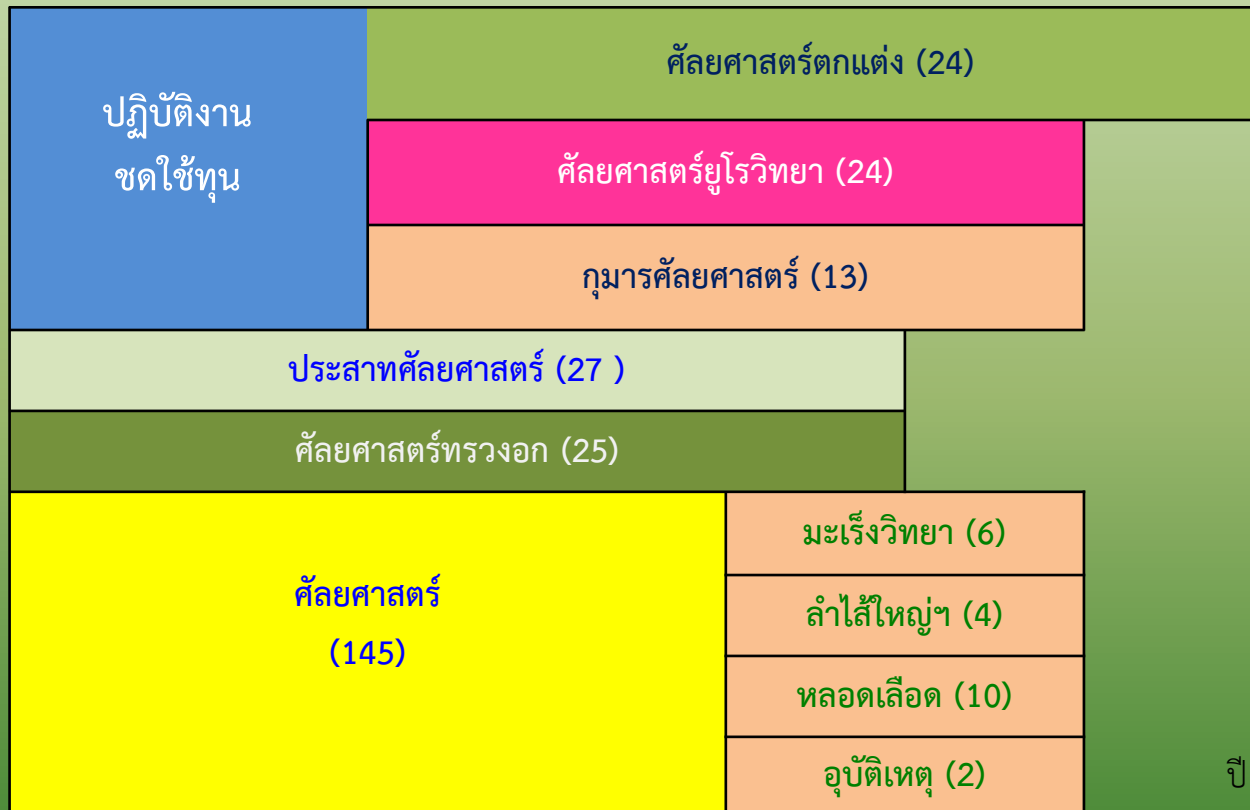 ปฏิบัติงาน
ชดใช้ทุน
ศัลยศาสตร์ตกแต่ง (24)
ศัลยศาสตร์ยูโรวิทยา (24)
กุมารศัลยศาสตร์ (13)
ประสาทศัลยศาสตร์ (27 )
ศัลยศาสตร์ทรวงอก (25)
ศัลยศาสตร์
(145)
มะเร็งวิทยา (6)
ลำไส้ใหญ่ฯ (4)
หลอดเลือด (10)
อุบัติเหตุ (2)
ปี